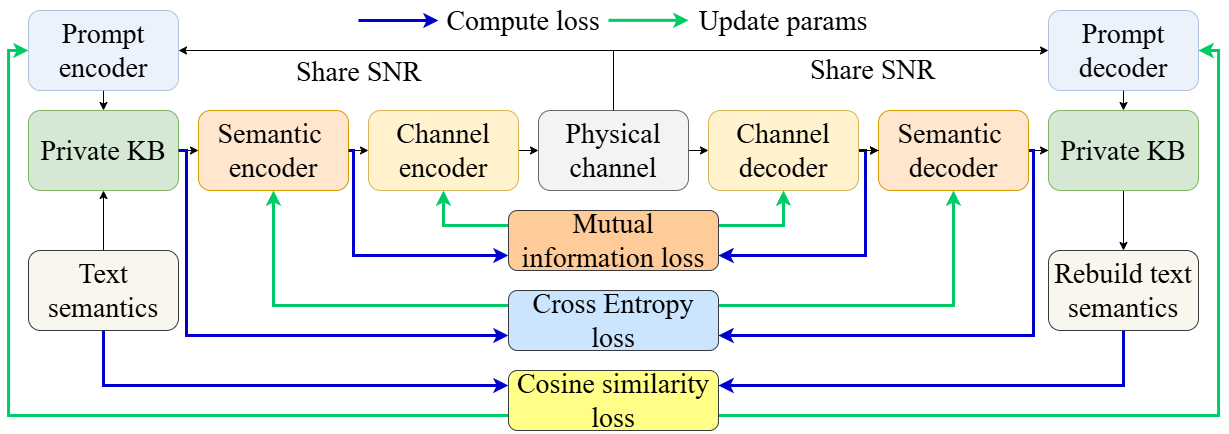 Compute loss
Update params
Prompt
encoder
Share SNR
Share SNR
Prompt
decoder
Private KB
Semantic
encoder
Channel
encoder
Physical
channel
Channel
decoder
Semantic
decoder
Private KB
Mutual
information loss
Text
semantics
Cross Entropy
loss
Rebuild text
semantics
Cosine similarity
loss